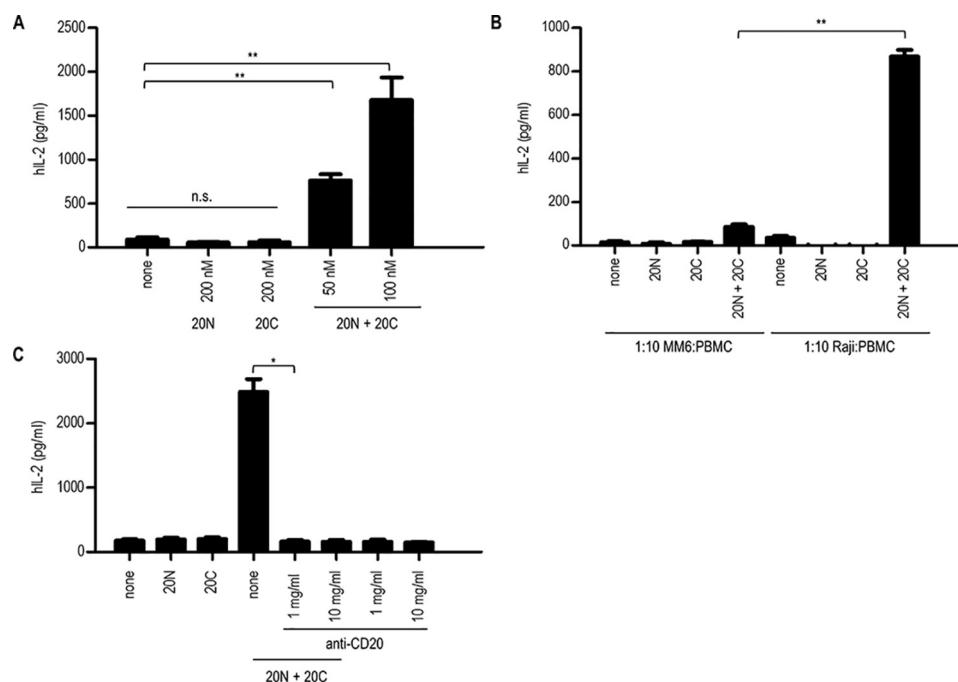 A
hIL-2 (pg/ml)
2500
2000
1500
1000
500
0
**
**
n.s.
none
200 nM
200 nM
50 nM
100 nM
20N
20C
20N + 20C
B
hIL-2 (pg/ml)
1000
800
600
400
200
0
**
none
20N
20C
20N + 20C
none
20N
20C
20N + 20C
1:10 MM6:PBMC
1:10 Raji:PBMC
C
hIL-2 (pg/ml)
3000
2000
1000
0
*
none
20N
20C
none
1 mg/ml
10 mg/ml
1 mg/ml
10 mg/ml
anti-CD20
20N + 20C